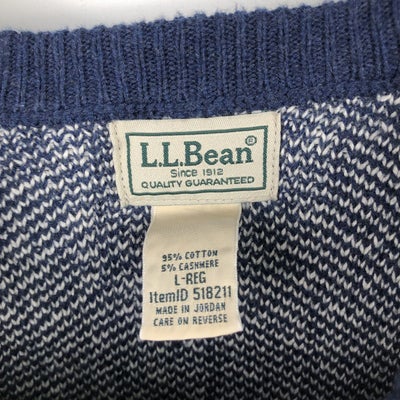 L.L.Bean®
Since 1912
QUALITY GUARANTEED
95% COTTON
5% CASHMERE
L-REG
ItemID 518211
MADE IN JORDAN
CARE ON REVERSE